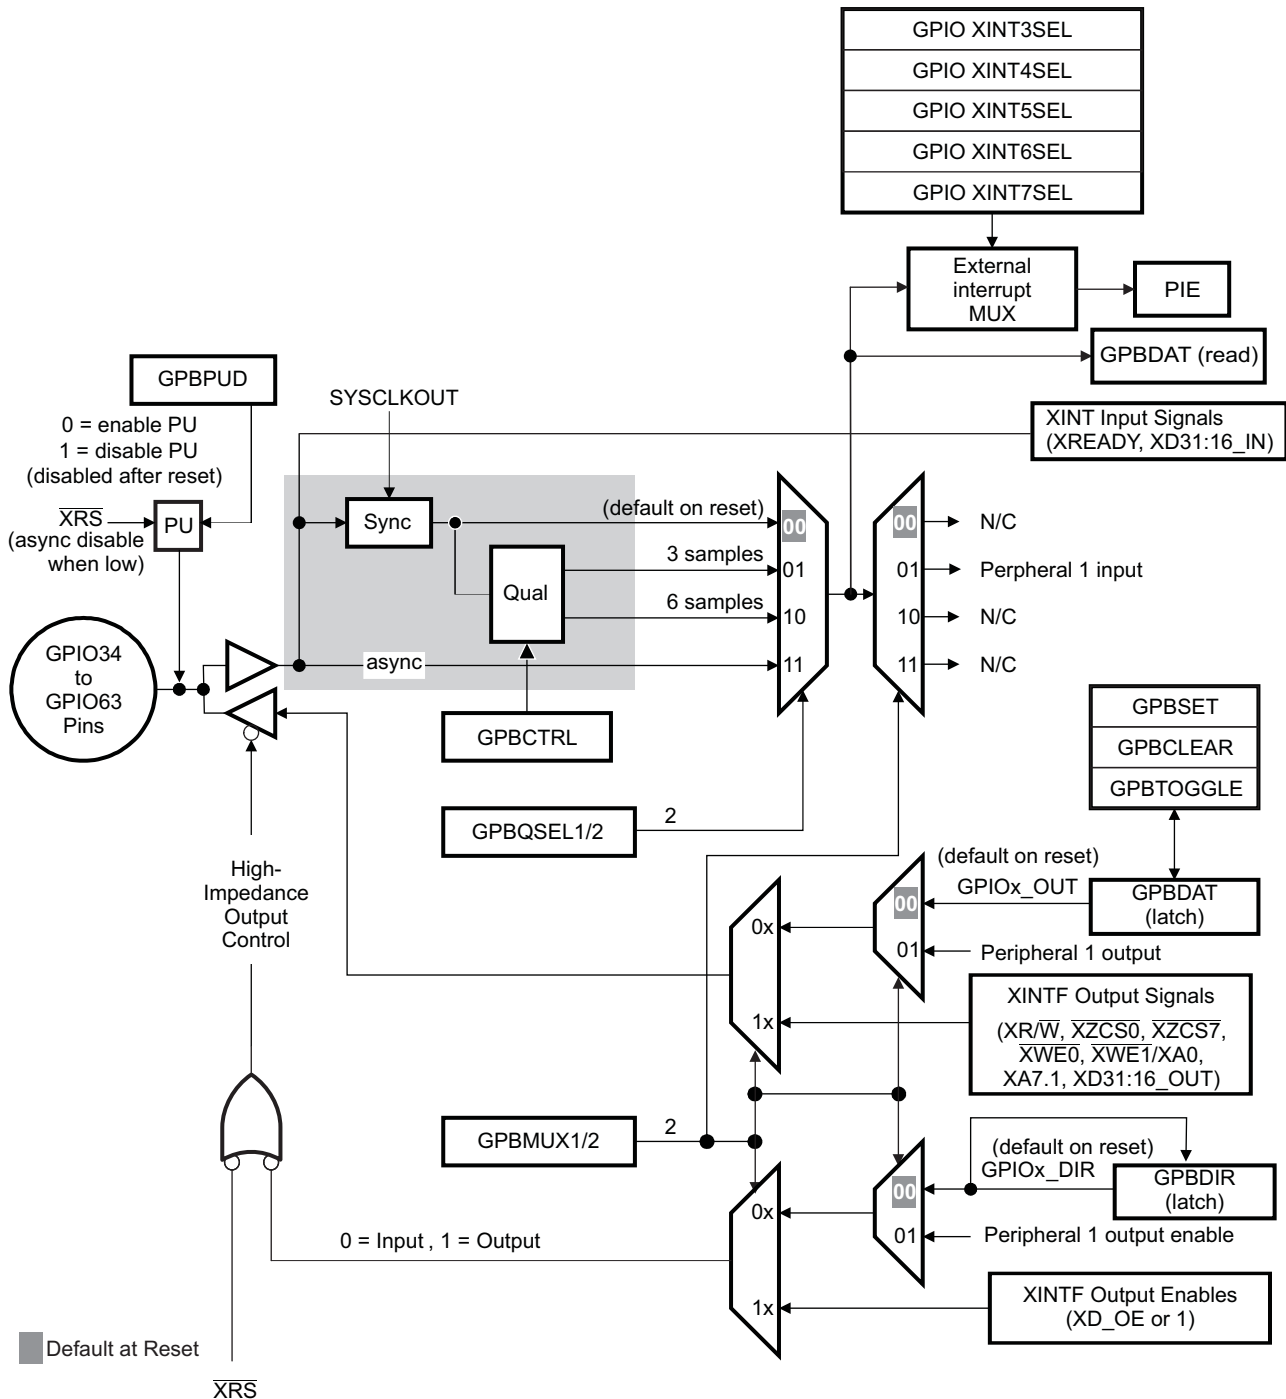 GPIO XINT3SEL
GPIO XINT4SEL
GPIO XINT5SEL
GPIO XINT6SEL
GPIO XINT7SEL
External
interrupt
MUX
PIE
GPBDAT (read)
GPBPUD
0 = enable PU
1 = disable PU
(disabled after reset)
SYSCLKOUT
XINT Input Signals
(XREADY, XD31:16_IN)
XRS
(async disable
when low)
PU
Sync
(default on reset)
00
00
N/C
3 samples
01
01
Perpheral 1 input
Qual
6 samples
10
10
N/C
async
11
11
N/C
GPIO34
to
GPIO63
Pins
GPBCTRL
GPBSET
GPBCLEAR
GPBTOGGLE
GPBQSEL1/2
2
High-
Impedance
Output
Control
(default on reset)
GPIOx_OUT
00
GPBDAT
(latch)
0x
01
Peripheral 1 output
1x
XINTF Output Signals
(XR/W, XZCS0, XZCS7,
XWE0, XWE1/XA0,
XA7.1, XD31:16_OUT)
GPBMUX1/2
2
(default on reset)
GPIOx_DIR
00
GPBDIR
(latch)
0x
01
Peripheral 1 output enable
0 = Input , 1 = Output
1x
XINTF Output Enables
(XD_OE or 1)
Default at Reset
XRS